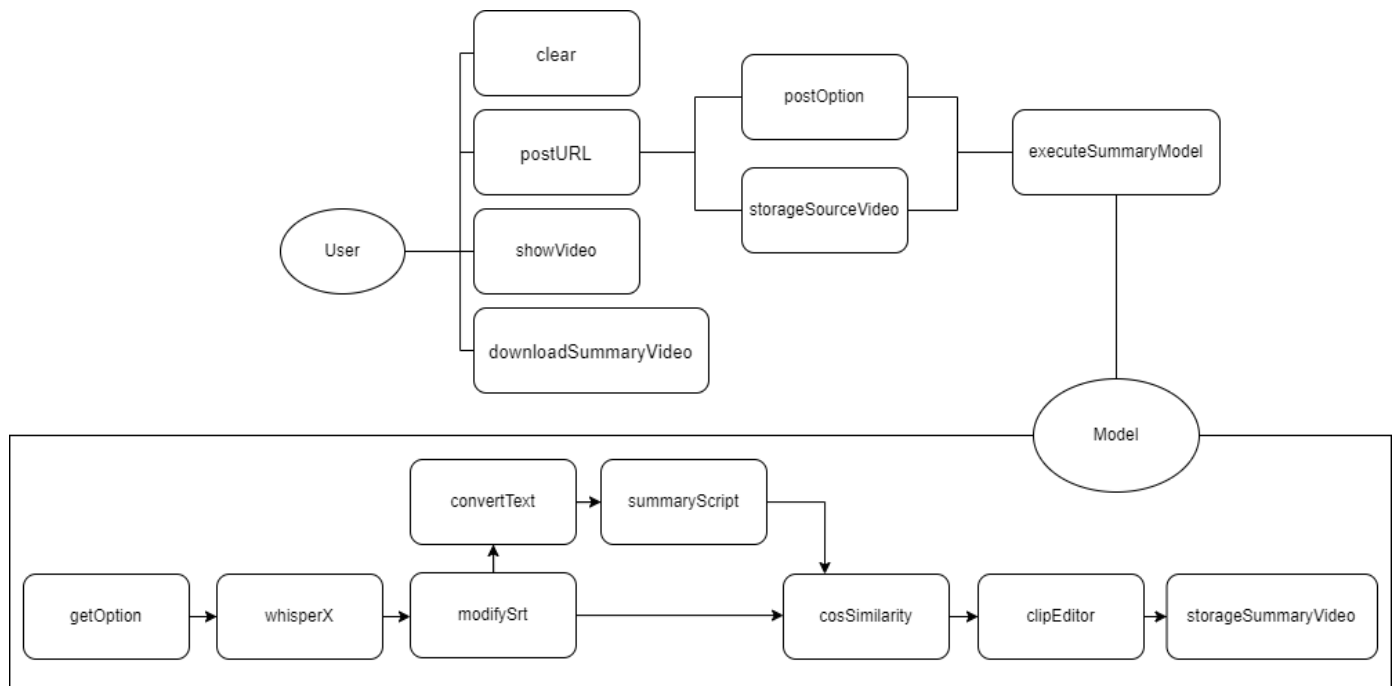 clear
postOption
postURL
executeSummaryModel
storageSourceVideo
User
showVideo
downloadSummaryVideo
Model
convertText
summaryScript
getOption
whisperX
modifySrt
cosSimilarity
clipEditor
storageSummaryVideo